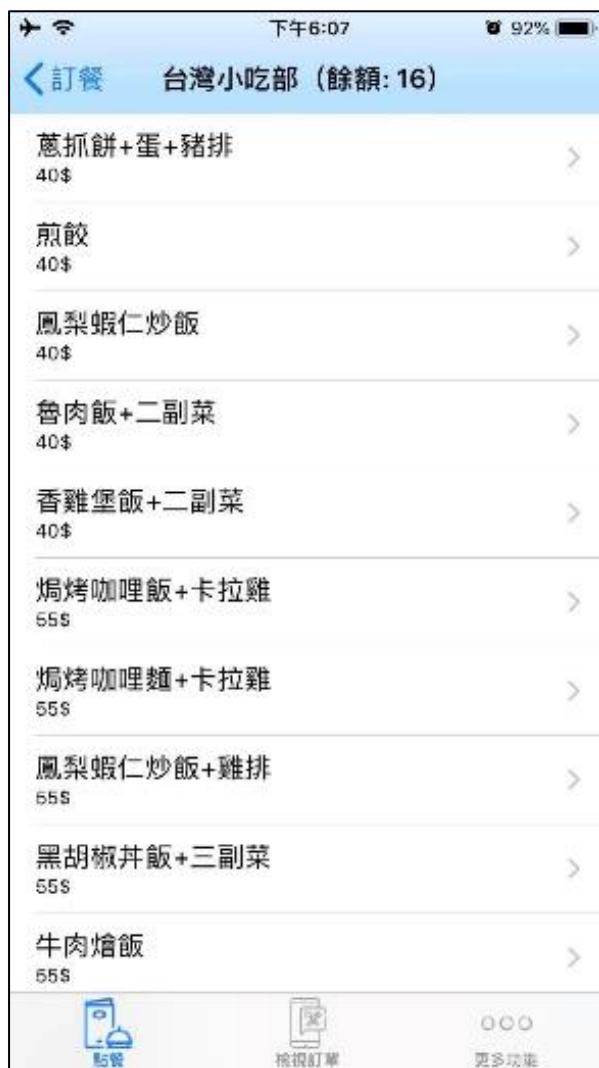 下午6:07
92%
訂餐
台灣小吃部（餘額: 16）
蔥抓餅+蛋+豬排
40$
煎餃
40$
鳳梨蝦仁炒飯
40$
魯肉飯+二副菜
40$
香雞堡飯+二副菜
40$
焗烤咖哩飯+卡拉雞
55$
焗烤咖哩麵+卡拉雞
55$
鳳梨蝦仁炒飯+雞排
55$
黑胡椒丼飯+三副菜
55$
牛肉燴飯
55$
點餐
檢視訂單
更多功能